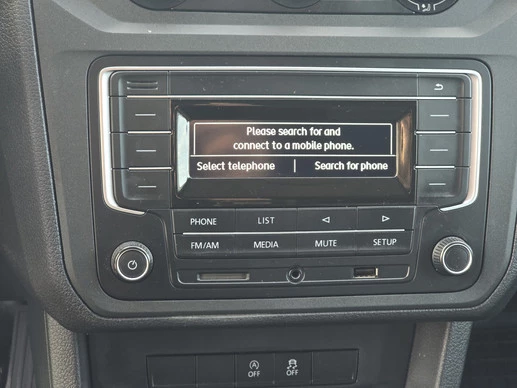 Please search for and
connect to a mobile phone.
Select telephone | Search for phone
PHONE LIST
FM/AM MEDIA MUTE SETUP
OFF OFF